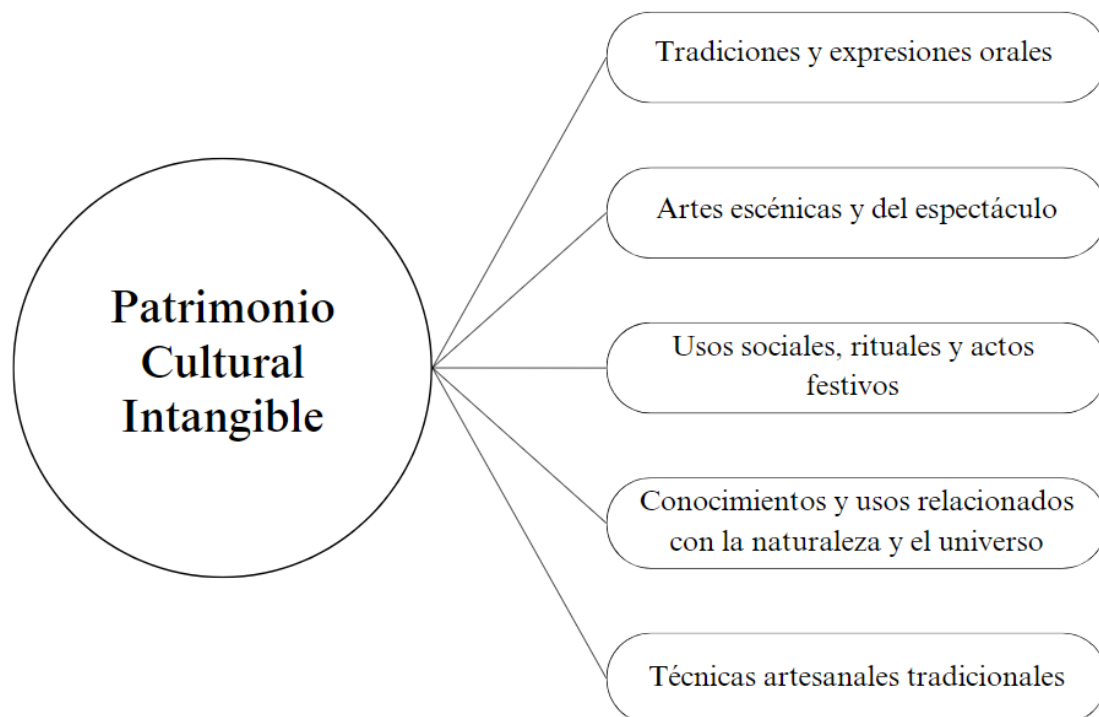 Patrimonio
Cultural
Intangible
Tradiciones y expresiones orales
Artes escénicas y del espectáculo
Usos sociales, rituales y actos
festivos
Conocimientos y usos relacionados
con la naturaleza y el universo
Técnicas artesanales tradicionales